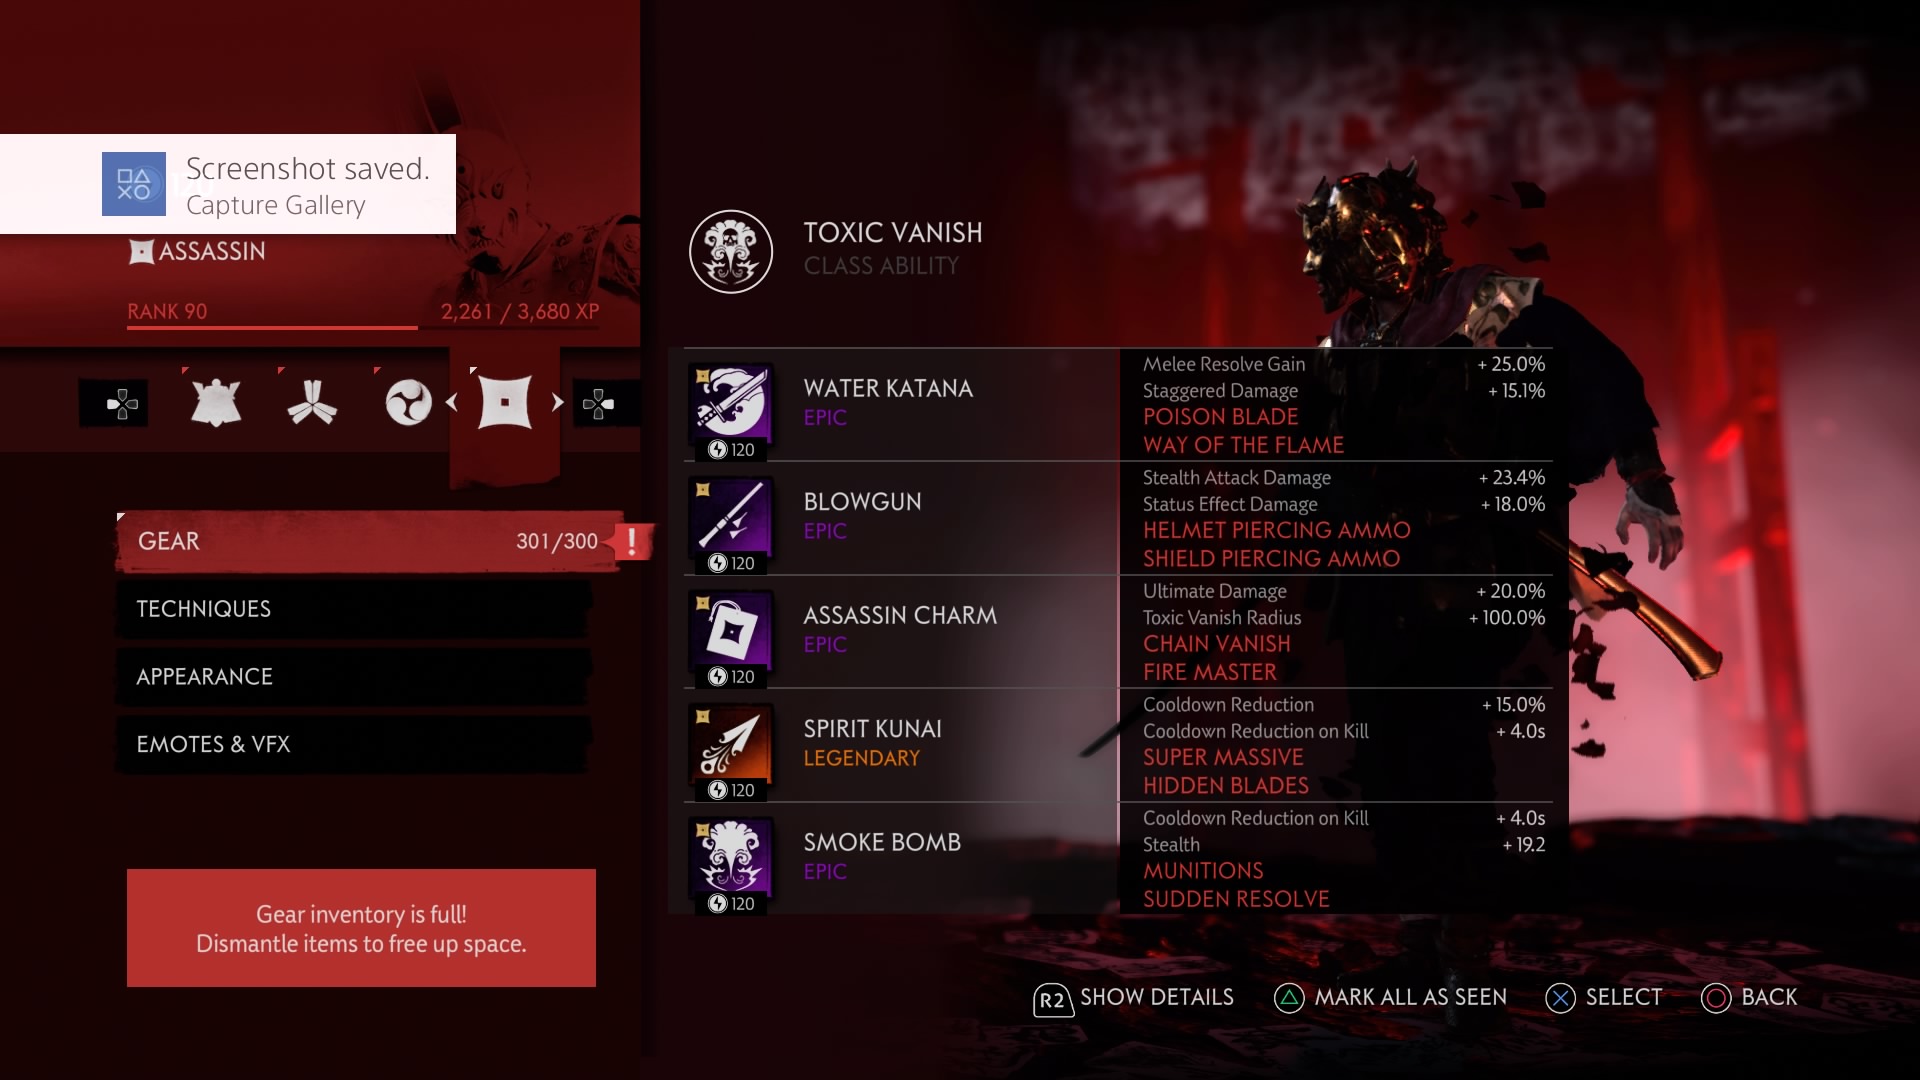 Screenshot saved.
Capture Gallery
ASSASSIN
RANK 90
2,261 / 3,680 XP
GEAR
301/300
!
TECHNIQUES
APPEARANCE
EMOTES & VFX
Gear inventory is full!
Dismantle items to free up space.
TOXIC VANISH
CLASS ABILITY
WATER KATANA
EPIC
120
Melee Resolve Gain + 25.0%
Staggered Damage + 15.1%
POISON BLADE
WAY OF THE FLAME
BLOWGUN
EPIC
120
Stealth Attack Damage + 23.4%
Status Effect Damage + 18.0%
HELMET PIERCING AMMO
SHIELD PIERCING AMMO
ASSASSIN CHARM
EPIC
120
Ultimate Damage + 20.0%
Toxic Vanish Radius + 100.0%
CHAIN VANISH
FIRE MASTER
SPIRIT KUNAI
LEGENDARY
120
Cooldown Reduction + 15.0%
Cooldown Reduction on Kill + 4.0s
SUPER MASSIVE
HIDDEN BLADES
SMOKE BOMB
EPIC
120
Cooldown Reduction on Kill + 4.0s
Stealth + 19.2
MUNITIONS
SUDDEN RESOLVE
R2 SHOW DETAILS
MARK ALL AS SEEN
SELECT
BACK